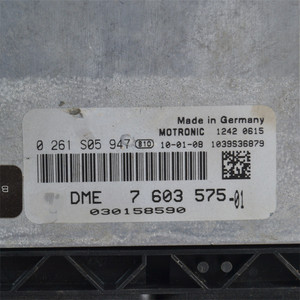 Made in Germany
MOTRONIC 1242 0615
0 261 S05 947 B10 10-01-08 1039S36879
DME 7 603 575-01
030158590